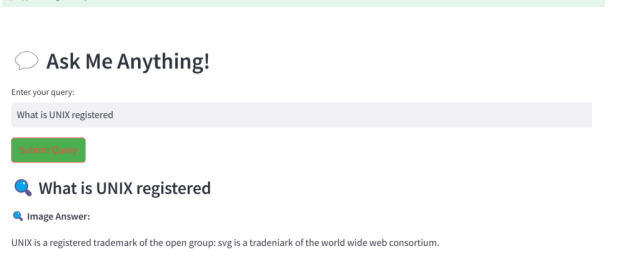 Ask Me Anything!
Enter your query:
What is UNIX registered
Submit Query
What is UNIX registered
Image Answer:
UNIX is a registered trademark of the open group: svg is a tradeniark of the world wide web consortium.